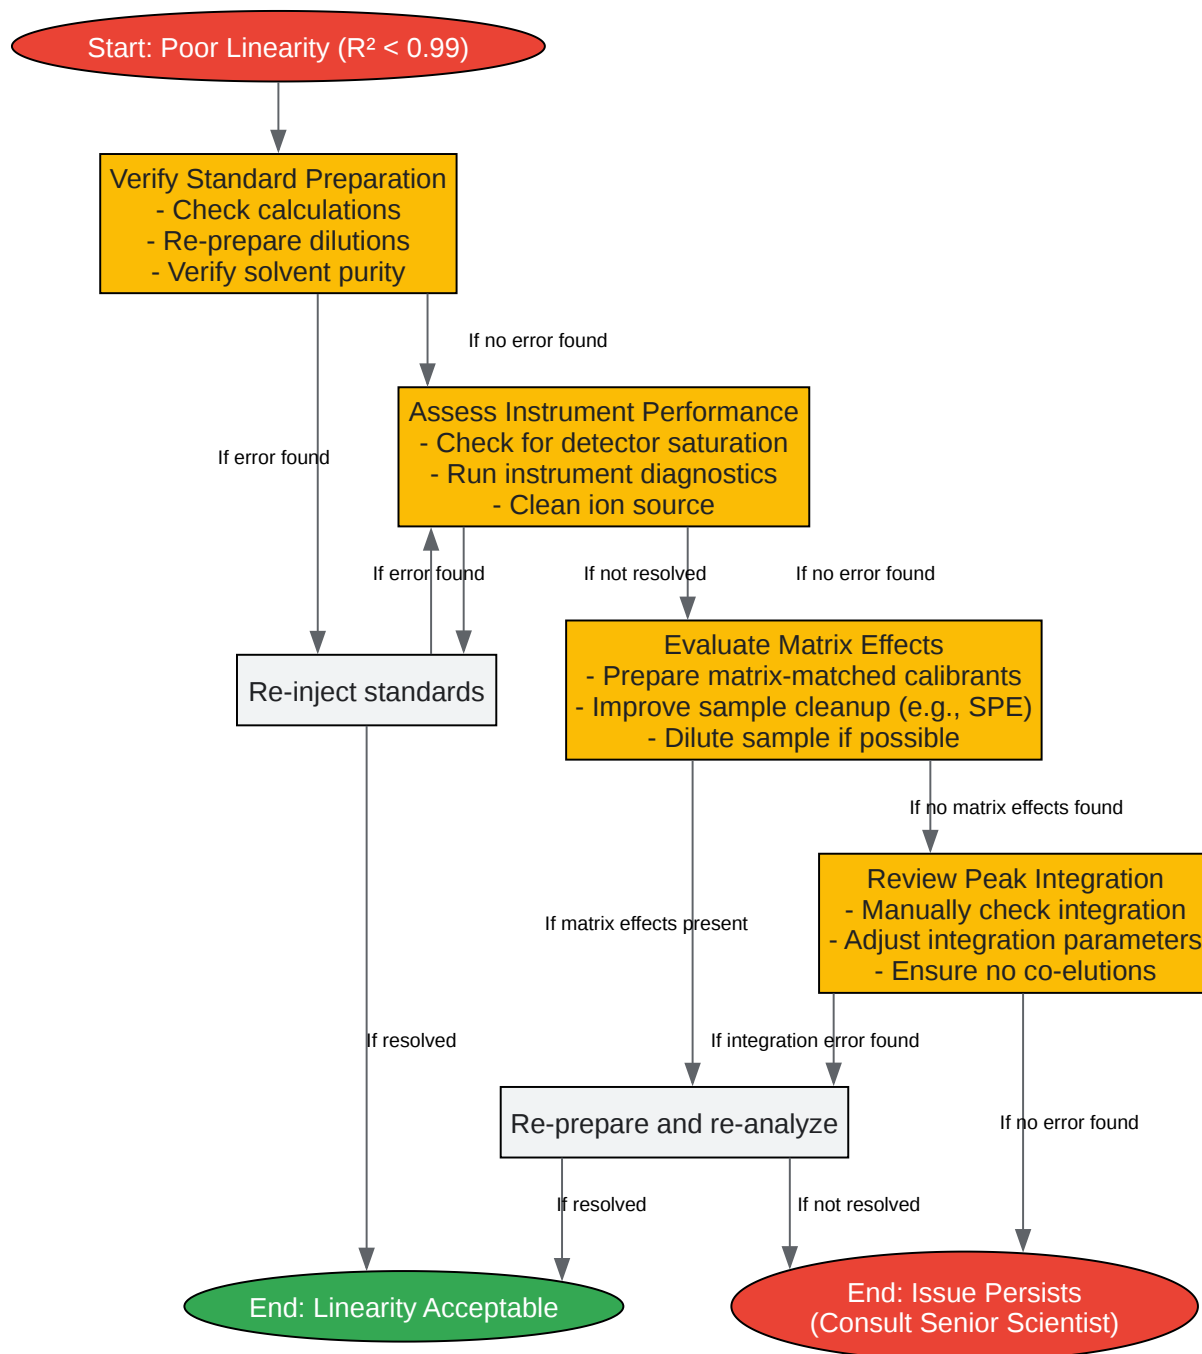 Start: Poor Linearity (R² < 0.99)
Verify Standard Preparation
- Check calculations
- Re-prepare dilutions
- Verify solvent purity
If no error found
Assess Instrument Performance
- Check for detector saturation
- Run instrument diagnostics
- Clean ion source
If error found
If error found
If not resolved
If no error found
Evaluate Matrix Effects
- Prepare matrix-matched calibrants
- Improve sample cleanup (e.g., SPE)
- Dilute sample if possible
Re-inject standards
If no matrix effects found
Review Peak Integration
- Manually check integration
- Adjust integration parameters
- Ensure no co-elutions
If matrix effects present
If resolved
If integration error found
Re-prepare and re-analyze
If no error found
If resolved
If not resolved
End: Linearity Acceptable
End: Issue Persists
(Consult Senior Scientist)